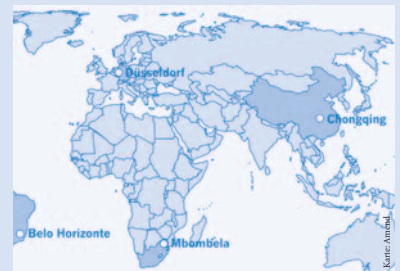 Düsseldorf
Chongqing
Belo Horizonte
Mbombela
Karte: Amend